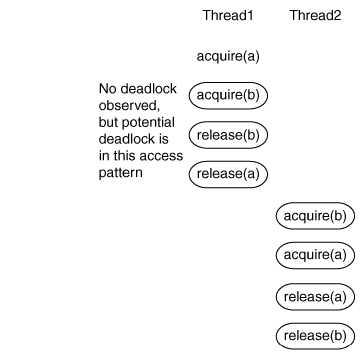 Thread1 Thread2
acquire(a)
No deadlock
observed,
but potential
deadlock is
in this access
pattern
acquire(b)
release(b)
release(a)
acquire(b)
acquire(a)
release(a)
release(b)